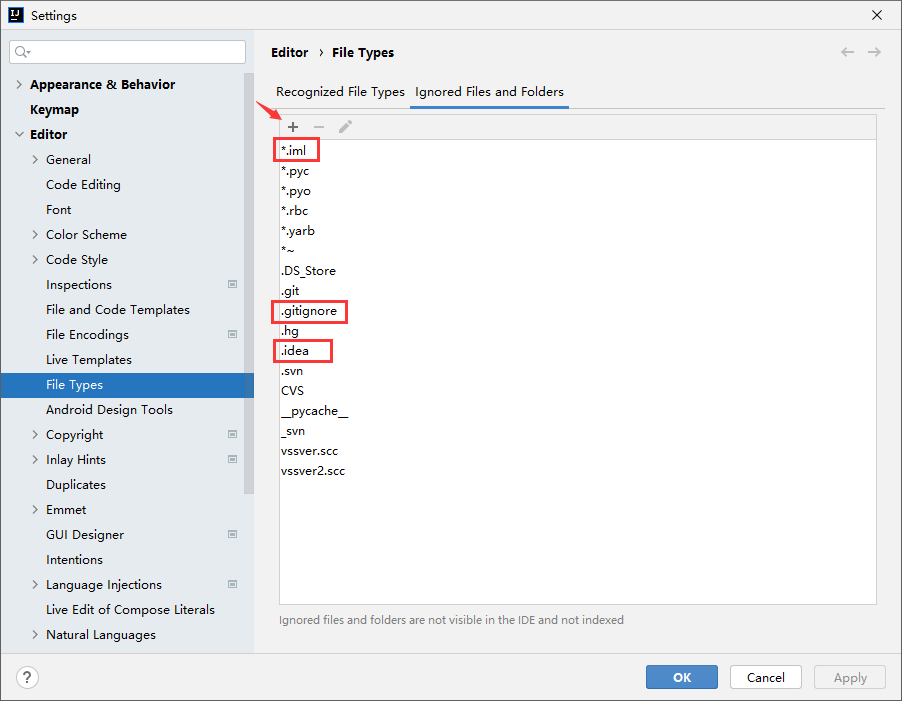 Settings
Appearance & Behavior
Keymap
Editor
General
Code Editing
Font
Color Scheme
Code Style
Inspections
File and Code Templates
File Encodings
Live Templates
File Types
Android Design Tools
Copyright
Inlay Hints
Duplicates
Emmet
GUI Designer
Intentions
Language Injections
Live Edit of Compose Literals
Natural Languages
Editor › File Types
Recognized File Types Ignored Files and Folders
*.iml
*.pyc
*.pyo
*.rbc
*.yarb
*~
.DS_Store
.git
.gitignore
.hg
.idea
.svn
CVS
__pycache__
_svn
vssver.scc
vssver2.scc
Ignored files and folders are not visible in the IDE and not indexed
? OK Cancel Apply